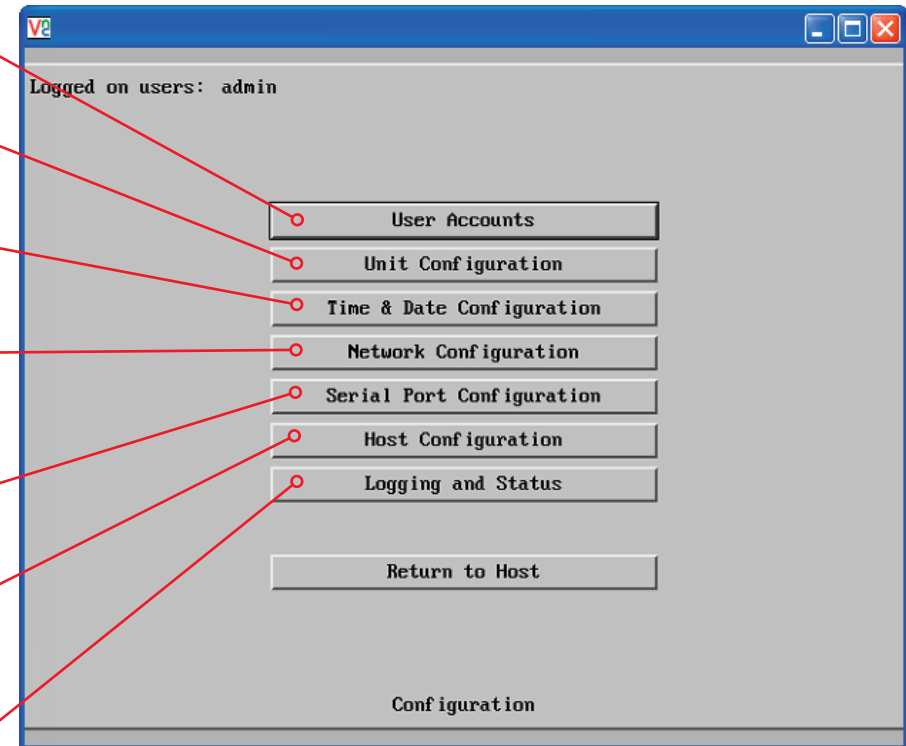 VNC
Logged on users: admin
User Accounts
Unit Configuration
Time & Date Configuration
Network Configuration
Serial Port Configuration
Host Configuration
Logging and Status
Return to Host
Configuration